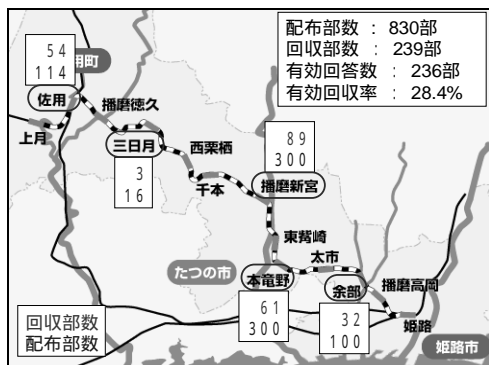 配布部数 : 830部
回収部数 : 239部
有効回答数 : 236部
有効回収率 : 28.4%
54
114
用町
佐用
播磨徳久
上月
三日月
西栗栖
89
300
3
16
千本
播磨新宮
東觜崎
太市
たつの市
本竜野
余部
播磨高岡
61
300
32
100
姫路
回収部数
配布部数
姫路市